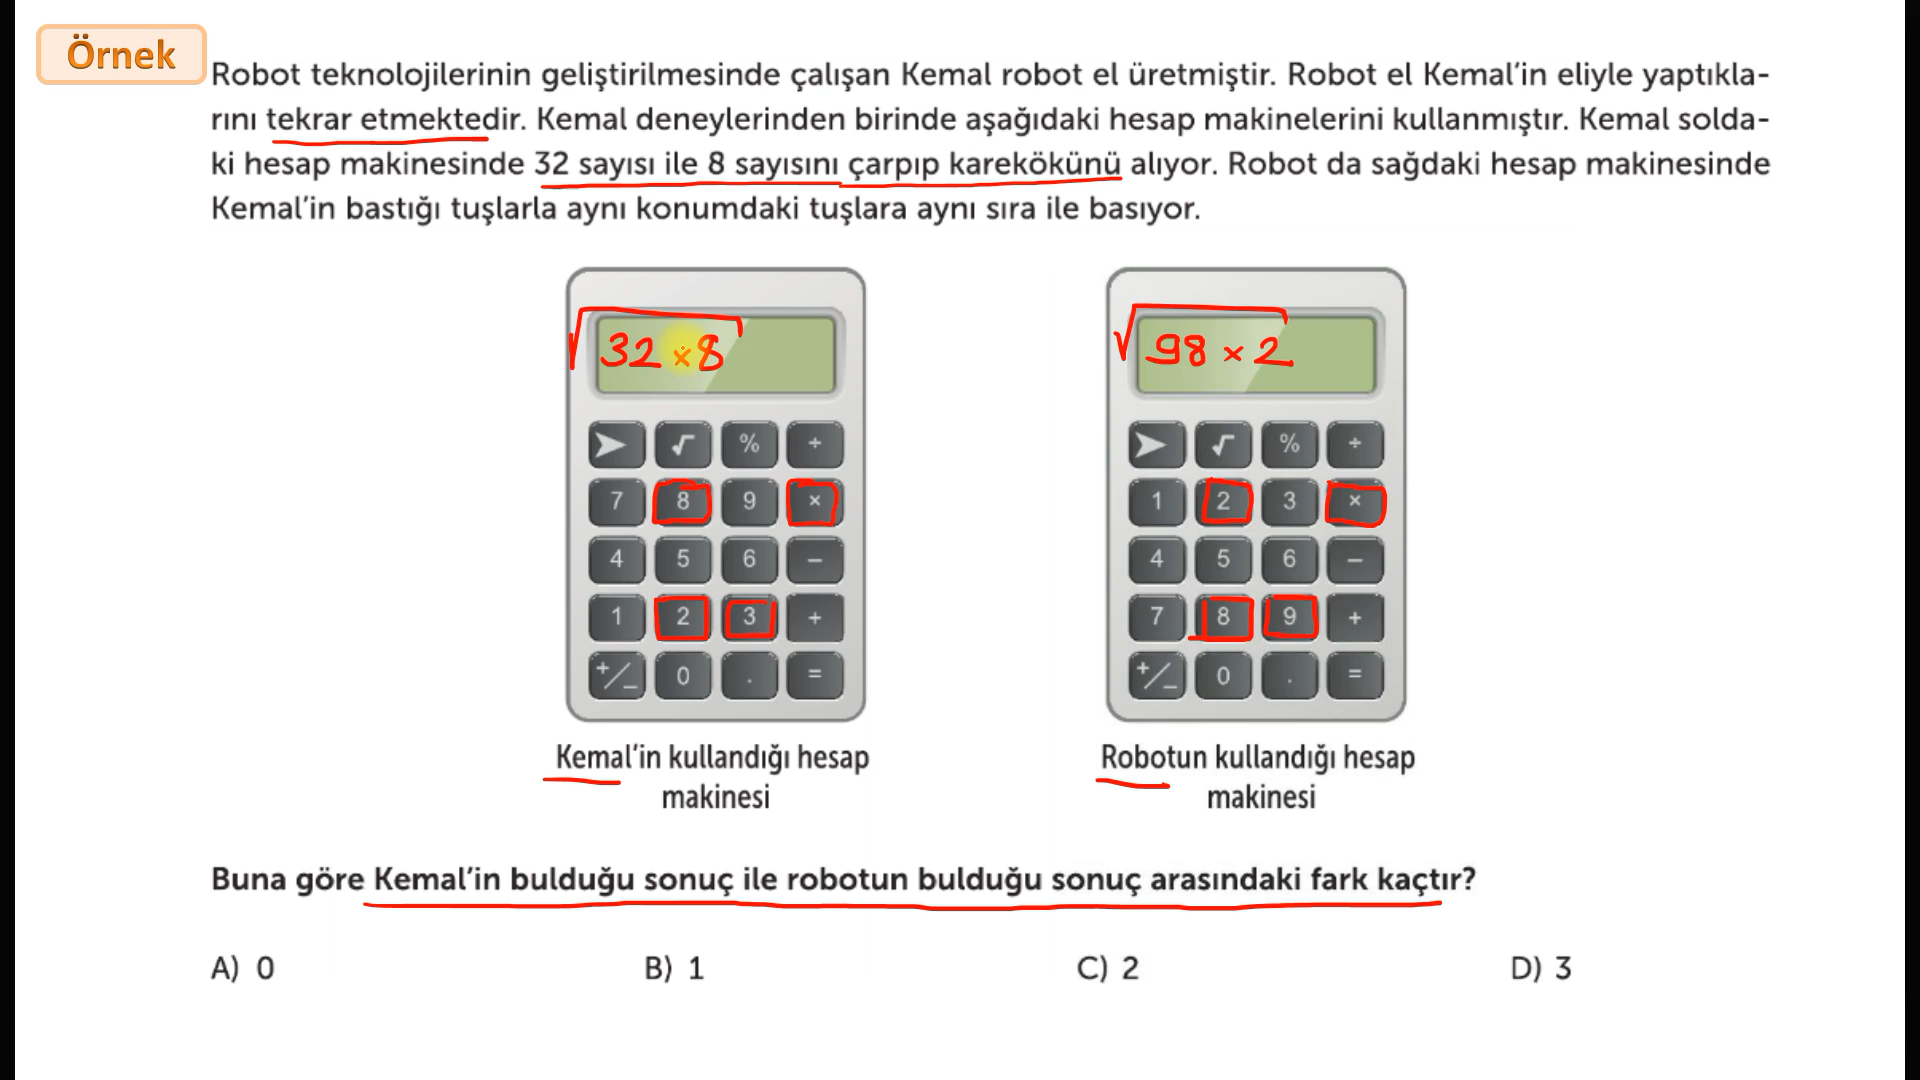 Örnek
Robot teknolojilerinin geliştirilmesinde çalışan Kemal robot el üretmiştir. Robot el Kemal'in eliyle yaptıkla-
rını tekrar etmektedir. Kemal deneylerinden birinde aşağıdaki hesap makinelerini kullanmıştır. Kemal solda-
ki hesap makinesinde 32 sayısı ile 8 sayısını çarpıp karekökünü alıyor. Robot da sağdaki hesap makinesinde
Kemal'in bastığı tuşlarla aynı konumdaki tuşlara aynı sıra ile basıyor.
√32 × 8
√ % ÷
7 8 9 ×
4 5 6 −
1 2 3 +
+/− 0 . =
Kemal'in kullandığı hesap
makinesi
√98 × 2
√ % ÷
1 2 3 ×
4 5 6 −
7 8 9 +
+/− 0 . =
Robotun kullandığı hesap
makinesi
Buna göre Kemal'in bulduğu sonuç ile robotun bulduğu sonuç arasındaki fark kaçtır?
A) 0 B) 1 C) 2 D) 3